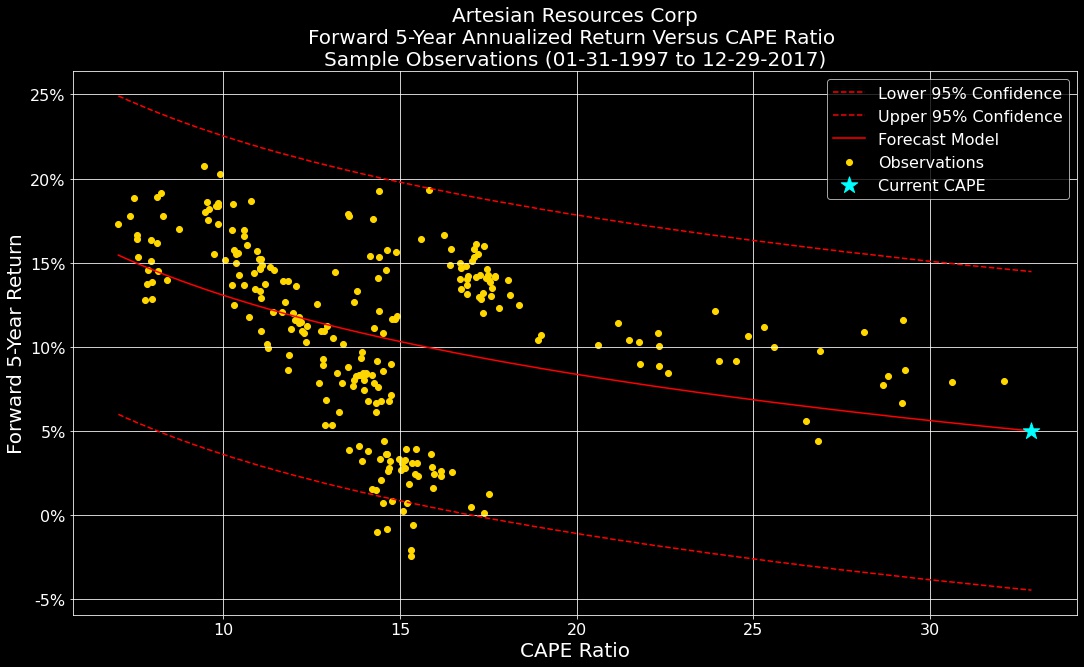 Artesian Resources Corp
Forward 5-Year Annualized Return Versus CAPE Ratio
Sample Observations (01-31-1997 to 12-29-2017)
Lower 95% Confidence
Upper 95% Confidence
Forecast Model
Observations
Current CAPE
Forward 5-Year Return
25%
20%
15%
10%
5%
0%
-5%
10 15 20 25 30
CAPE Ratio